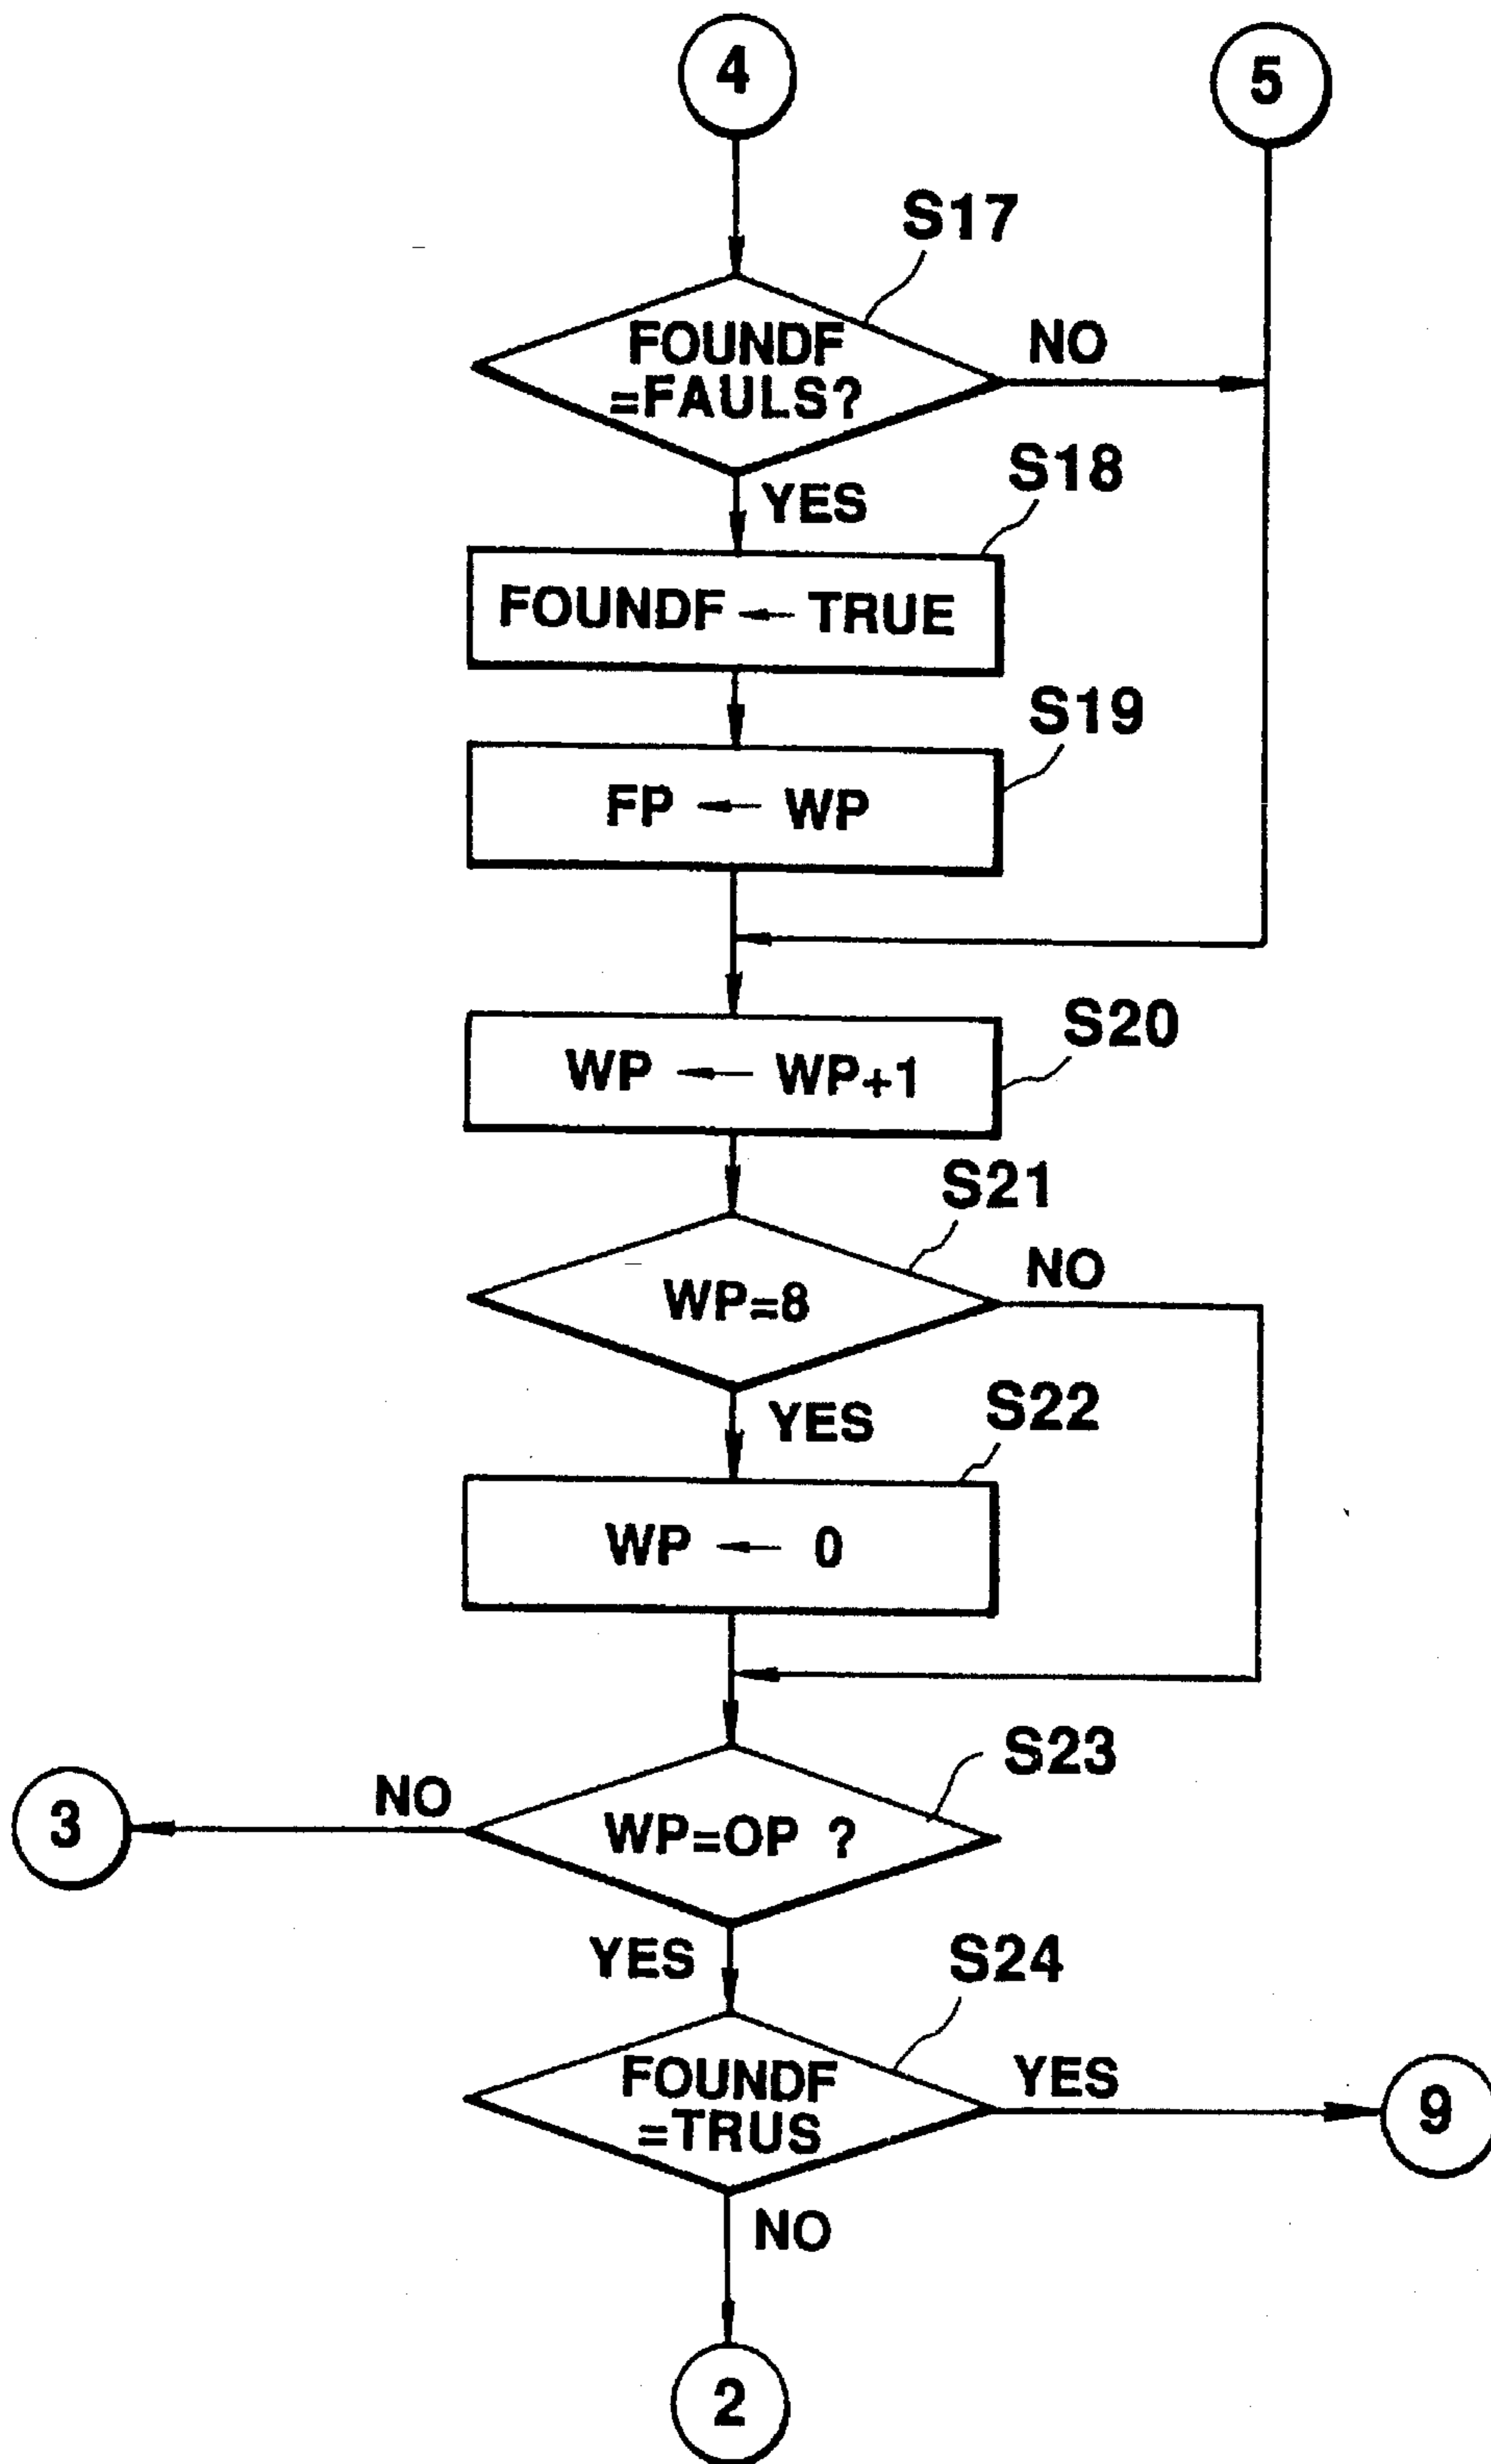 4
5
S17
FOUNDF
=FAULS?
NO
YES
S18
FOUNDF ← TRUE
S19
FP ← WP
S20
WP ← WP+1
S21
WP=8
NO
YES
S22
WP ← 0
S23
3
NO
WP=OP ?
YES
S24
FOUNDF
=TRUS
YES
9
NO
2